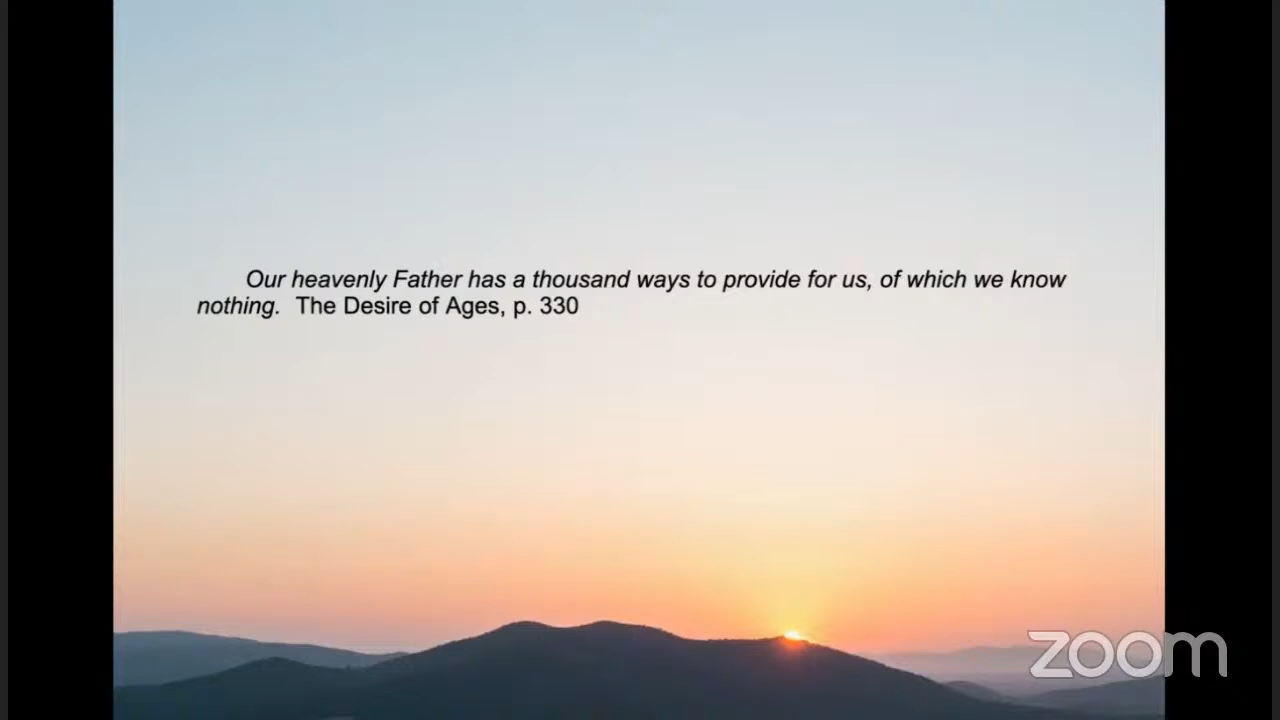 Our heavenly Father has a thousand ways to provide for us, of which we know
nothing. The Desire of Ages, p. 330
zoom